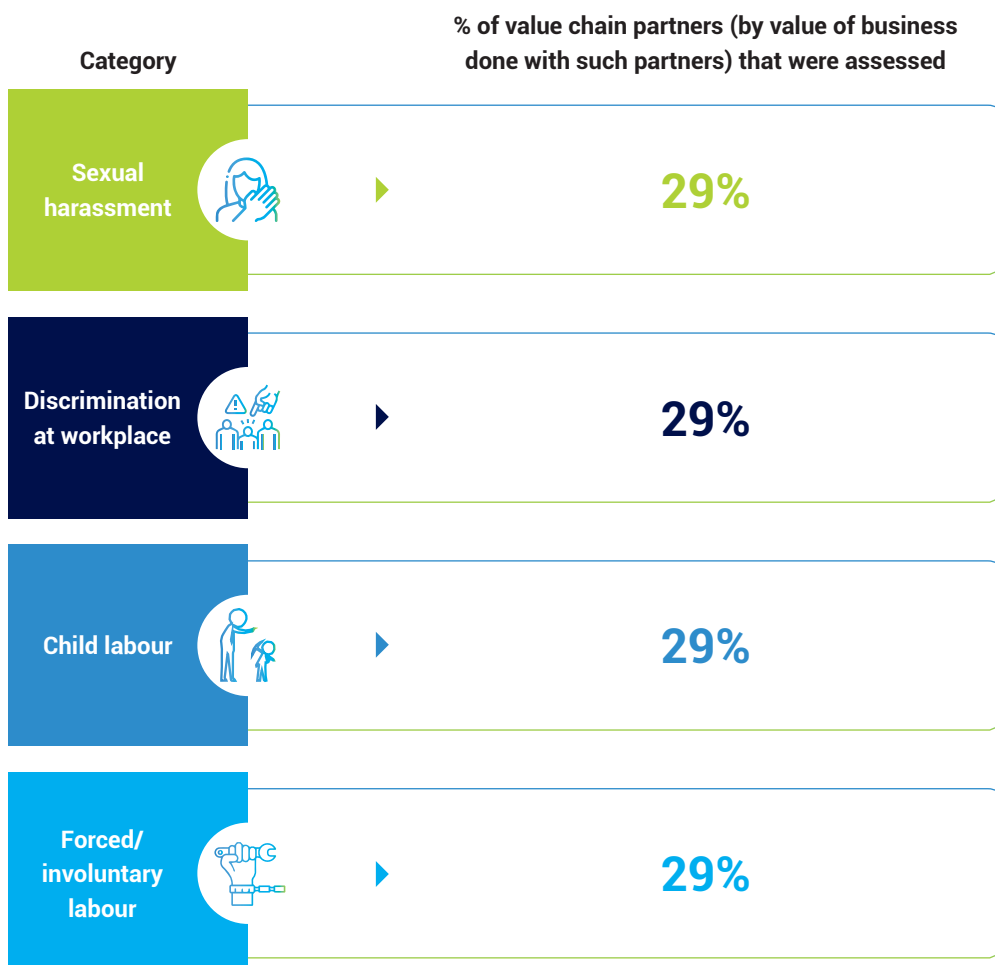 Category
% of value chain partners (by value of business
done with such partners) that were assessed
Sexual
harassment
29%
Discrimination
at workplace
29%
Child labour
29%
Forced/
involuntary
labour
29%